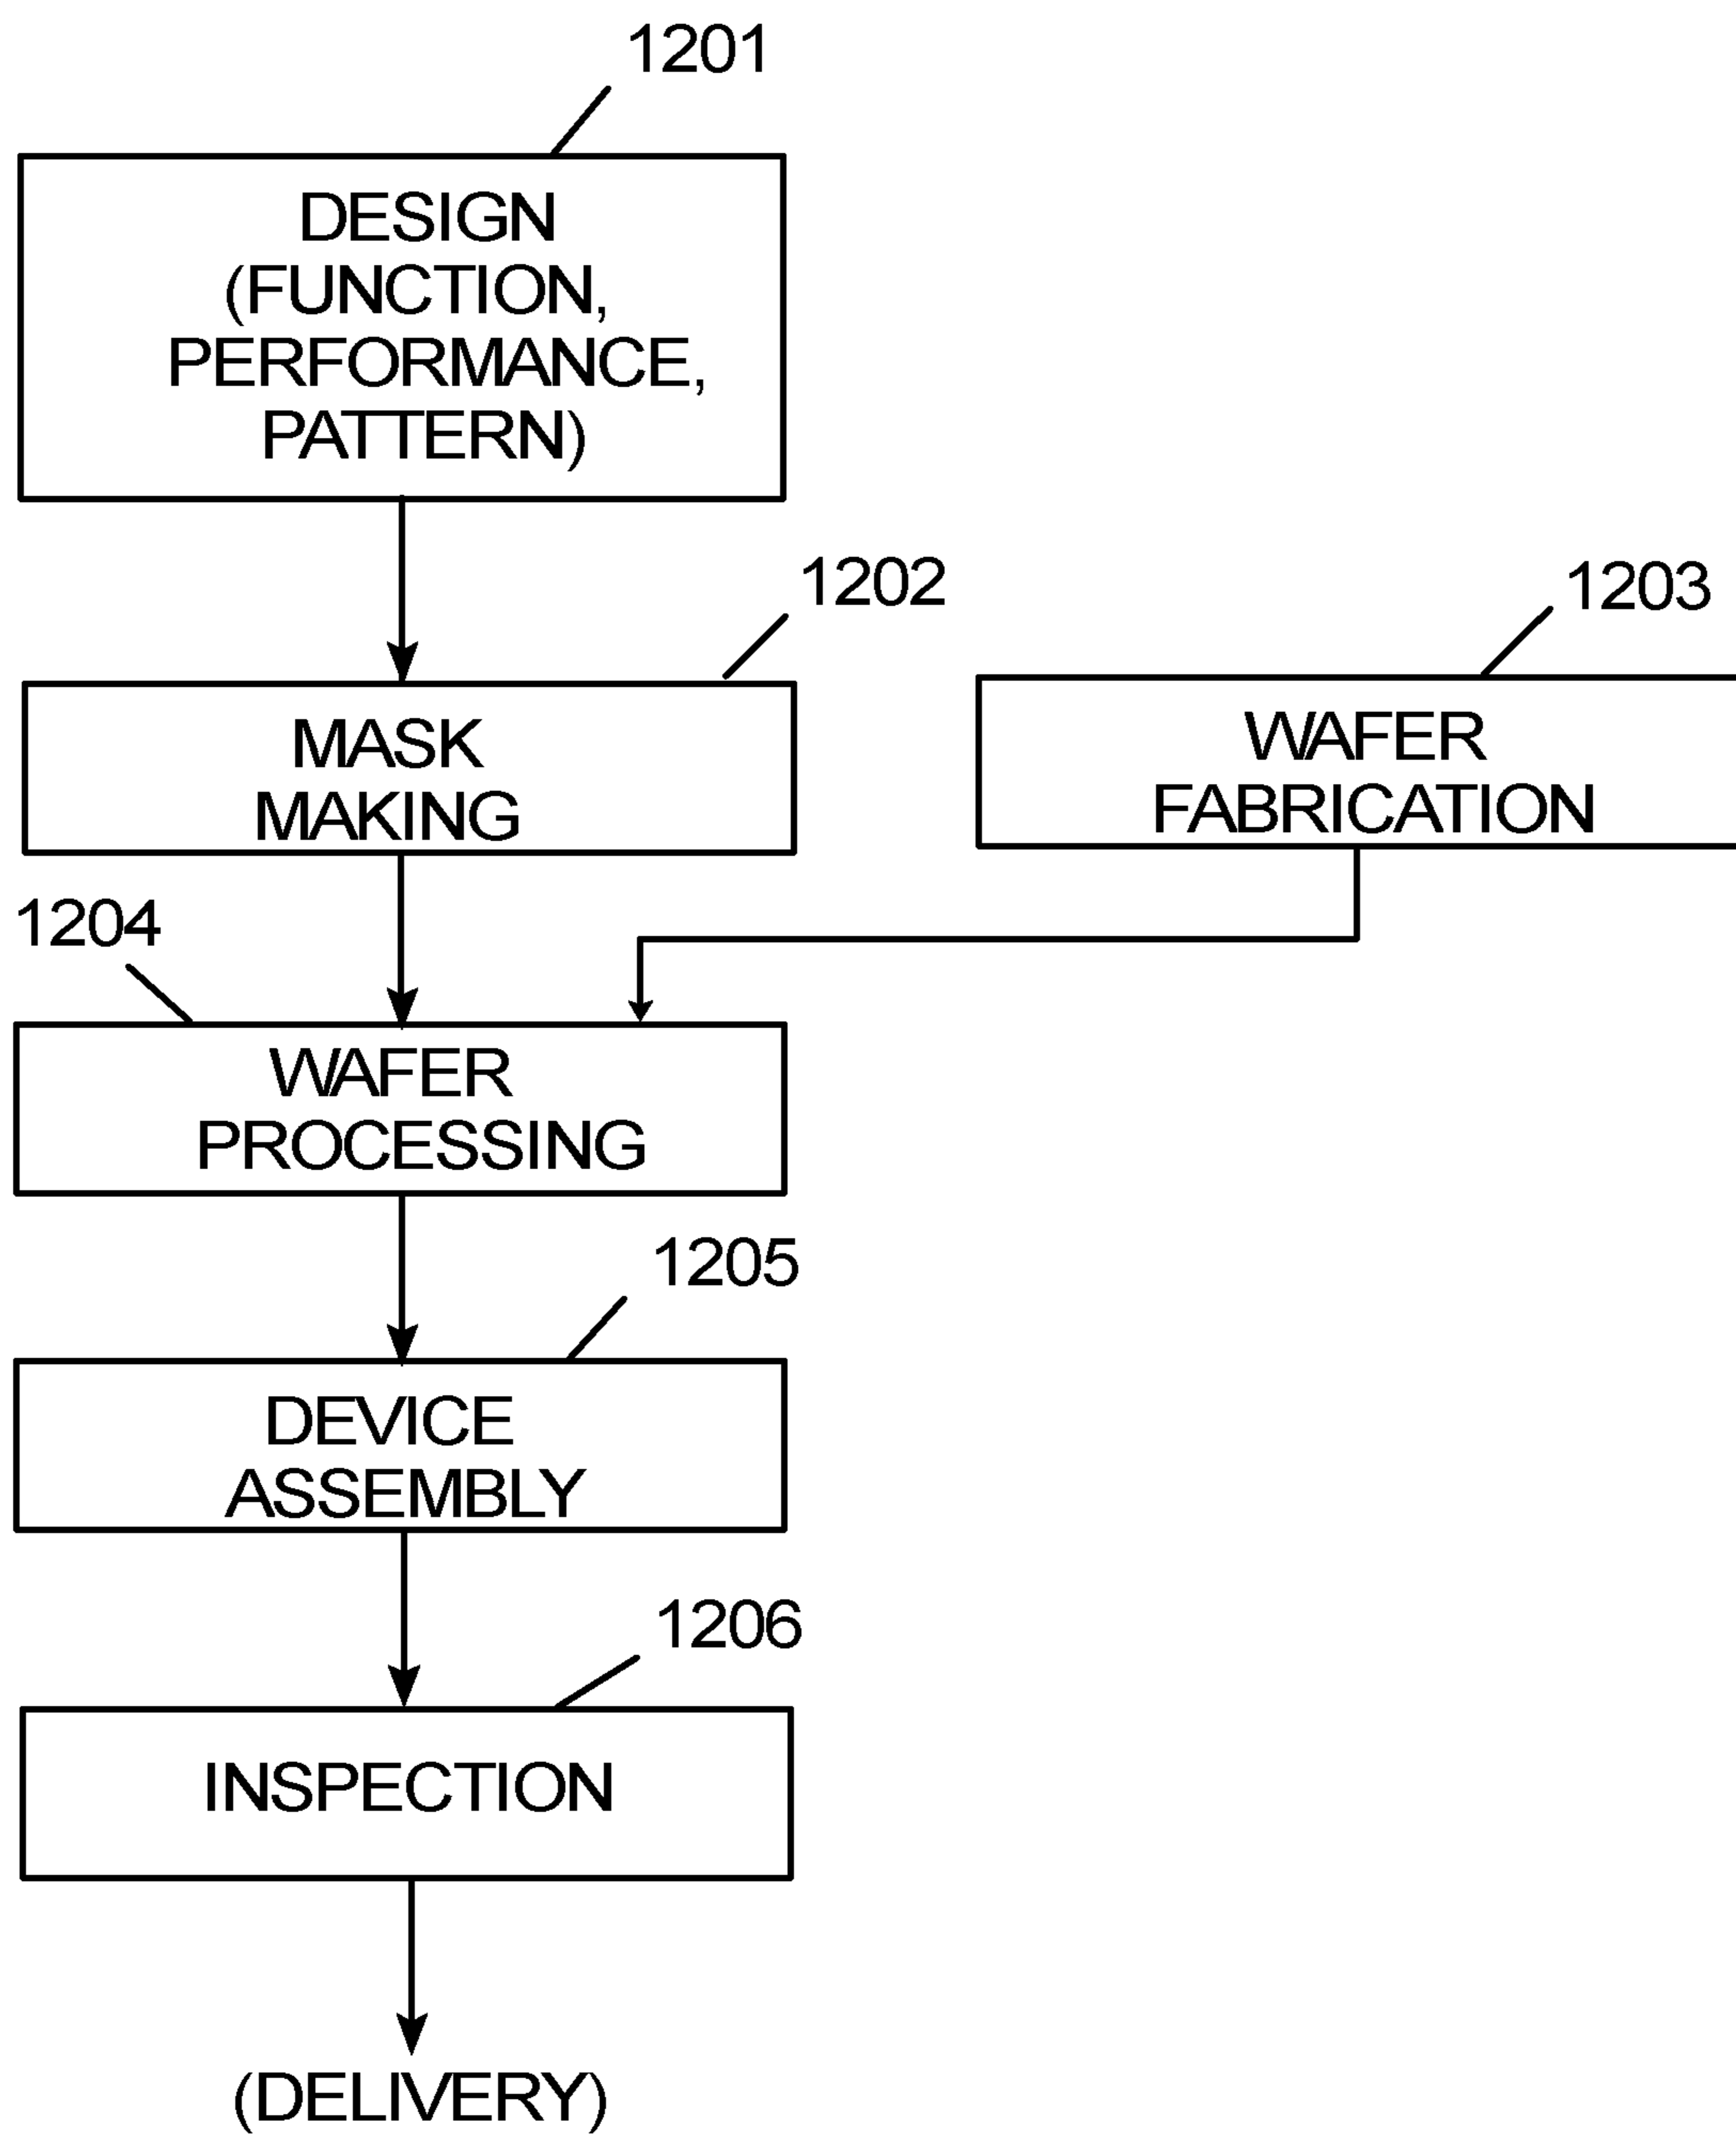 1201
DESIGN
(FUNCTION,
PERFORMANCE,
PATTERN)
1202
1203
MASK
MAKING
WAFER
FABRICATION
1204
WAFER
PROCESSING
1205
DEVICE
ASSEMBLY
1206
INSPECTION
(DELIVERY)